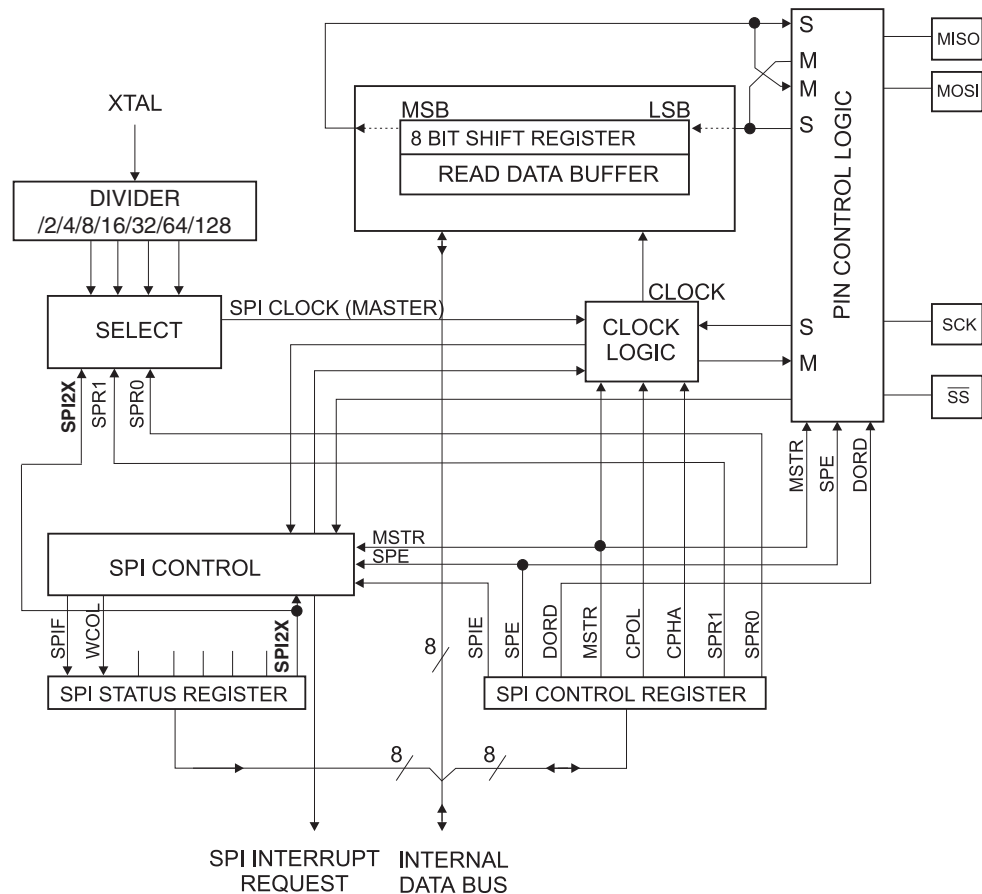 S
MISO
M
M
MOSI
XTAL
MSB
LSB
S
8 BIT SHIFT REGISTER
READ DATA BUFFER
PIN CONTROL LOGIC
DIVIDER
/2/4/8/16/32/64/128
SPI CLOCK (MASTER)
CLOCK
SELECT
CLOCK
LOGIC
S
SCK
M
SS
SPI2X
SPR1
SPR0
MSTR
SPE
DORD
MSTR
SPE
SPI CONTROL
SPIF
WCOL
SPI2X
SPIE
SPE
DORD
MSTR
CPOL
CPHA
SPR1
SPR0
8
SPI STATUS REGISTER
SPI CONTROL REGISTER
8
8
SPI INTERRUPT
REQUEST
INTERNAL
DATA BUS